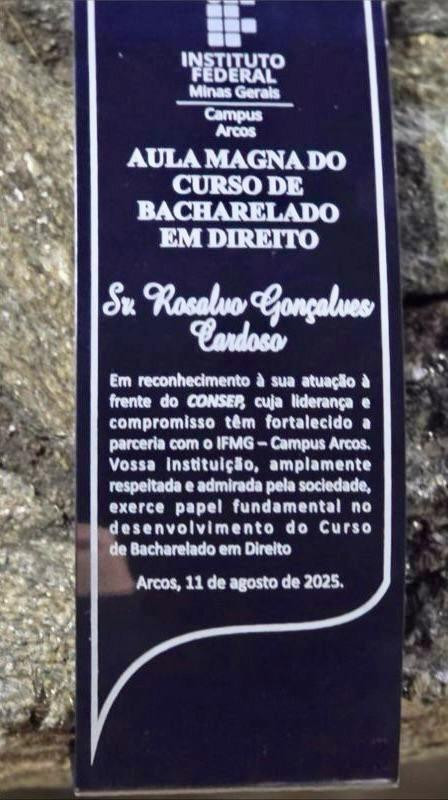 INSTITUTO
FEDERAL
Minas Gerais
Campus
Arcos
AULA MAGNA DO
CURSO DE
BACHARELADO
EM DIREITO
Sr. Rosalvo Gonçalves
Cardoso
Em reconhecimento à sua atuação à
frente do CONSEP, cuja liderança e
compromisso têm fortalecido a
parceria com o IFMG – Campus Arcos.
Vossa Instituição, amplamente
respeitada e admirada pela sociedade,
exerce papel fundamental no
desenvolvimento do Curso
de Bacharelado em Direito
Arcos, 11 de agosto de 2025.